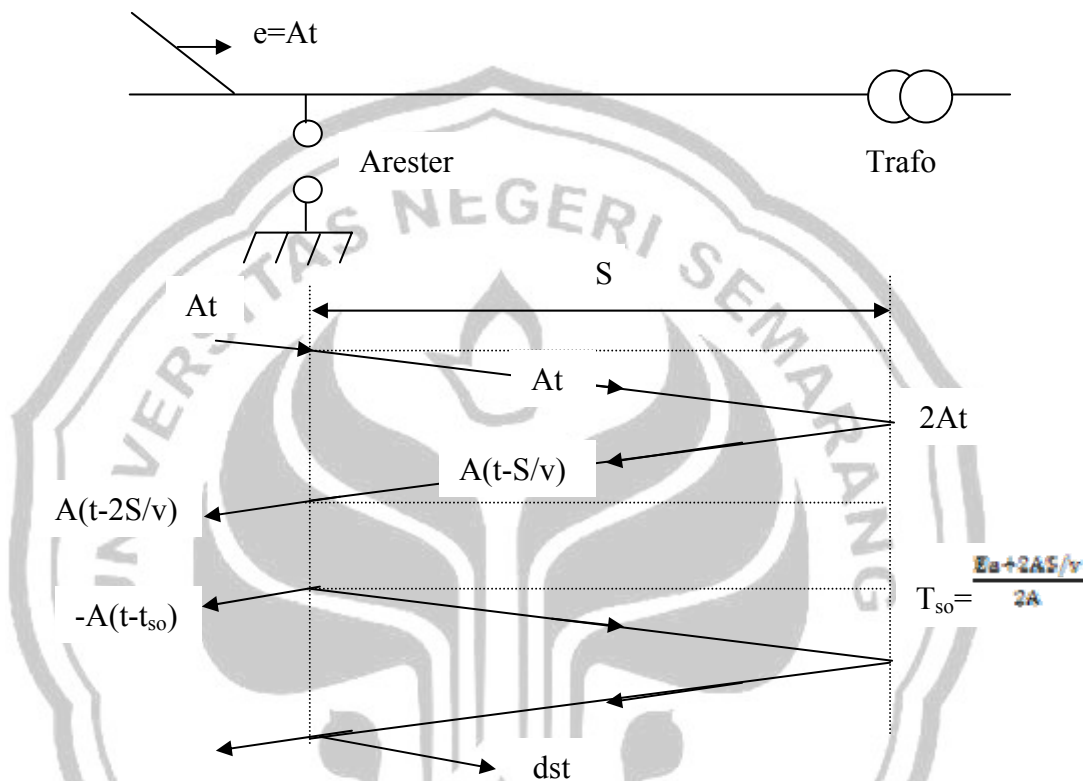 e=At
Arester
Trafo
UNIVERSITAS NEGERI SEMARANG
S
At
At
2At
A(t-S/v)
A(t-2S/v)
-A(t-tso)
Tso= Ea+2AS/v
2A
dst